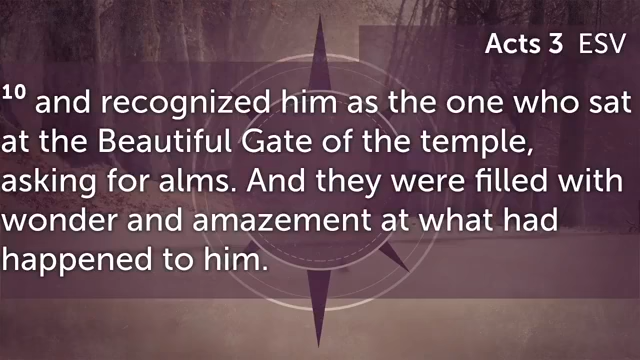 Acts 3 ESV
10 and recognized him as the one who sat
at the Beautiful Gate of the temple,
asking for alms. And they were filled with
wonder and amazement at what had
happened to him.